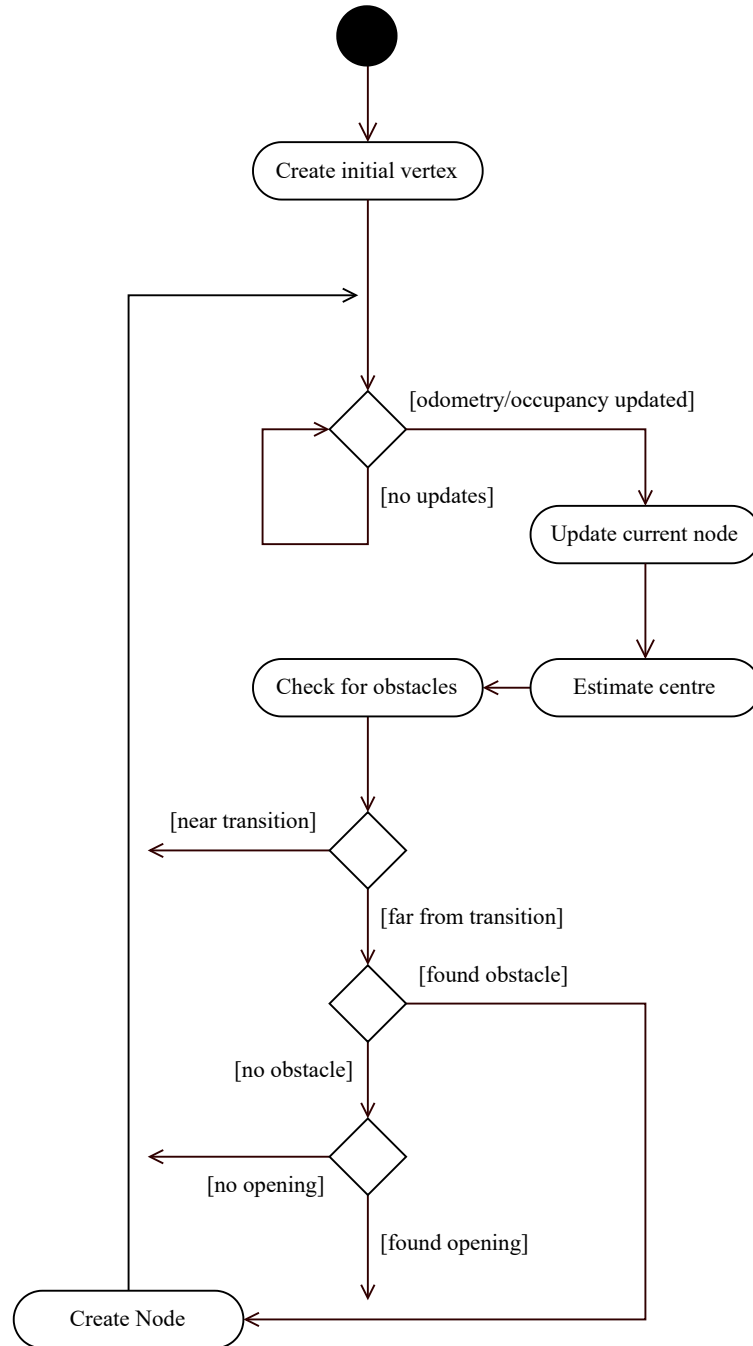 Create initial vertex
[odometry/occupancy updated]
[no updates]
Update current node
Check for obstacles
Estimate centre
[near transition]
[far from transition]
[found obstacle]
[no obstacle]
[no opening]
[found opening]
Create Node